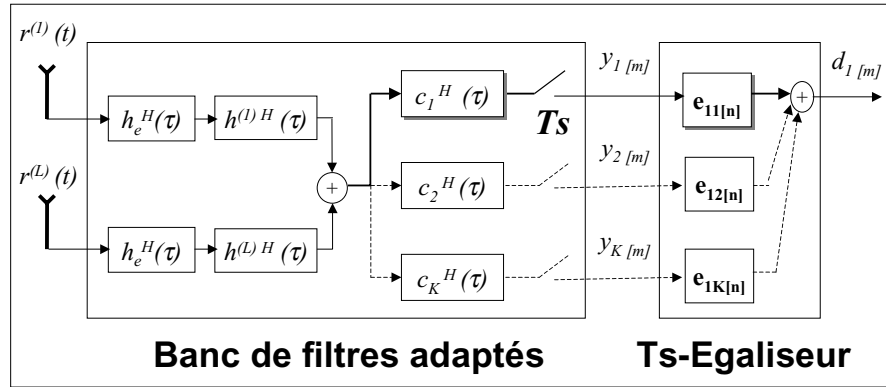 r^(1) (t)
h_e^H(τ)
h^(1) H (τ)
+
c_1^H (τ)
Ts
y_1 [m]
e_11[n]
+
d_1 [m]
r^(L) (t)
h_e^H(τ)
h^(L) H (τ)
c_2^H (τ)
y_2 [m]
e_12[n]
c_K^H (τ)
y_K [m]
e_1K[n]
Banc de filtres adaptés
Ts-Egaliseur